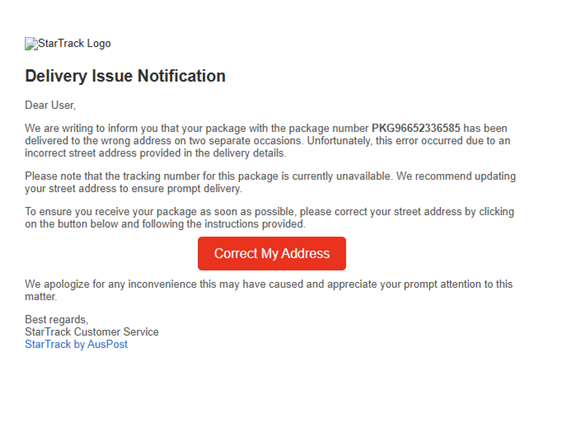 StarTrack Logo
Delivery Issue Notification
Dear User,
We are writing to inform you that your package with the package number PKG96652336585 has been
delivered to the wrong address on two separate occasions. Unfortunately, this error occurred due to an
incorrect street address provided in the delivery details.
Please note that the tracking number for this package is currently unavailable. We recommend updating
your street address to ensure prompt delivery.
To ensure you receive your package as soon as possible, please correct your street address by clicking
on the button below and following the instructions provided.
Correct My Address
We apologize for any inconvenience this may have caused and appreciate your prompt attention to this
matter.
Best regards,
StarTrack Customer Service
StarTrack by AusPost